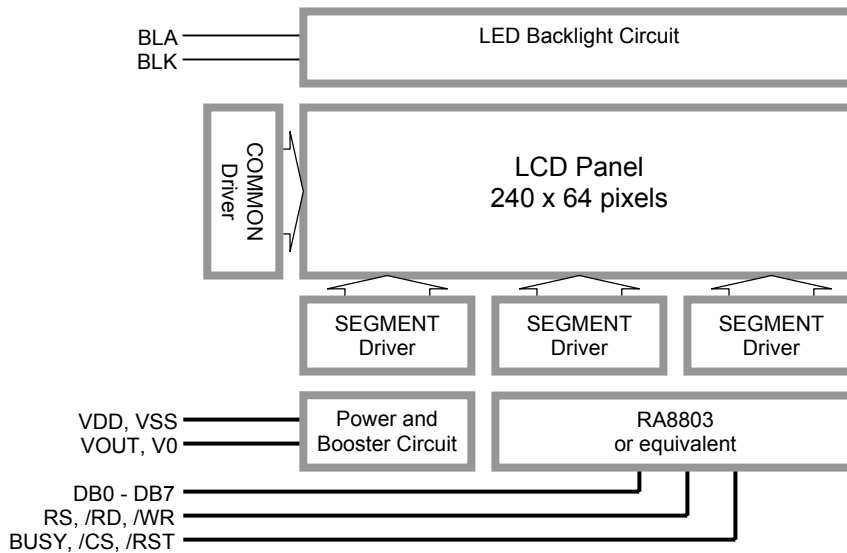 BLA
BLK
LED Backlight Circuit
COMMON
Driver
LCD Panel
240 x 64 pixels
SEGMENT
Driver
SEGMENT
Driver
SEGMENT
Driver
VDD, VSS
VOUT, V0
Power and
Booster Circuit
RA8803
or equivalent
DB0 - DB7
RS, /RD, /WR
BUSY, /CS, /RST